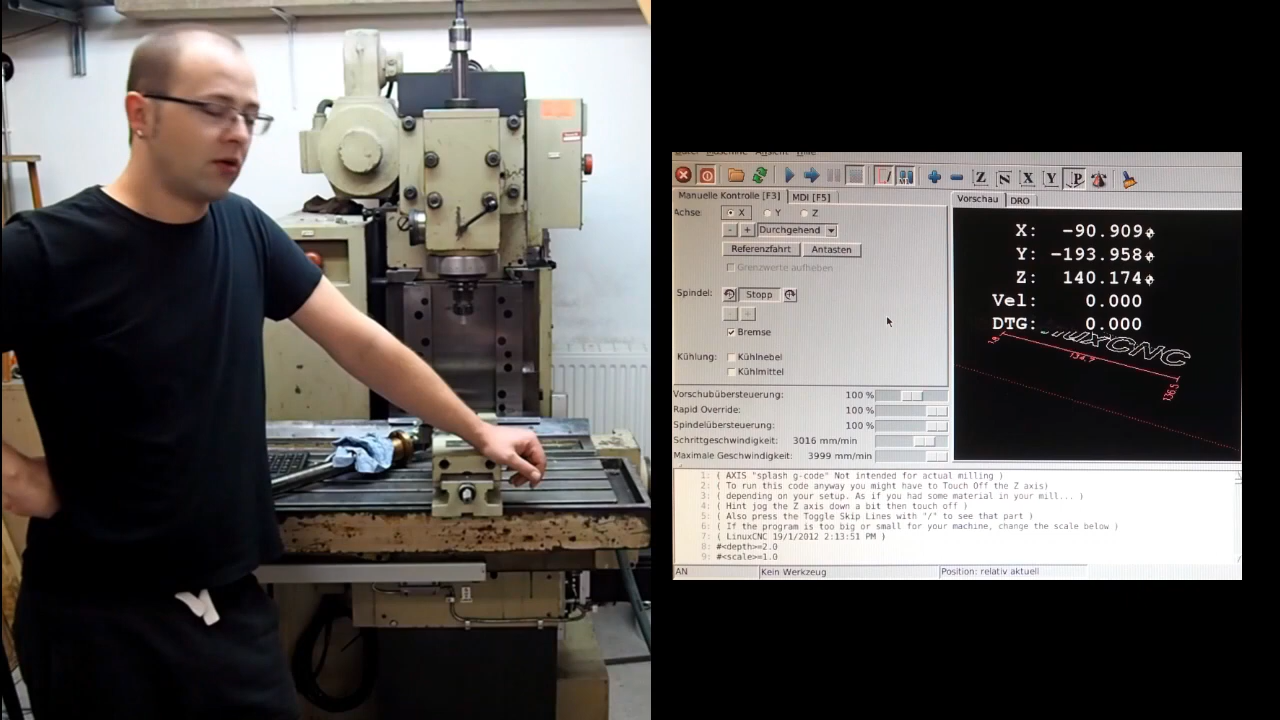 Manuelle Kontrolle [F3]
MDI [F5]
Achse:
X
Y
Z
- + Durchgehend
Referenzfahrt
Antasten
Grenzwerte aufheben
Spindel:
Stopp
- +
Bremse
Kühlung:
Kühlnebel
Kühlmittel
Vorschubübersteuerung: 100 %
Rapid Override: 100 %
Spindelübersteuerung: 100 %
Schrittgeschwindigkeit: 3016 mm/min
Maximale Geschwindigkeit: 3999 mm/min
Z N X Y P
Vorschau
DRO
X: -90.909
Y: -193.958
Z: 140.174
Vel: 0.000
DTG: 0.000
1: ( AXIS "splash g-code" Not intended for actual milling )
2: ( To run this code anyway you might have to Touch Off the Z axis)
3: ( depending on your setup. As if you had some material in your mill... )
4: ( Hint jog the Z axis down a bit then touch off )
5: ( Also press the Toggle Skip Lines with "/" to see that part )
6: ( If the program is too big or small for your machine, change the scale below )
7: ( LinuxCNC 19/1/2012 2:13:51 PM )
8: #<depth>=2.0
9: #<scale>=1.0
AN
Kein Werkzeug
Position: relativ aktuell